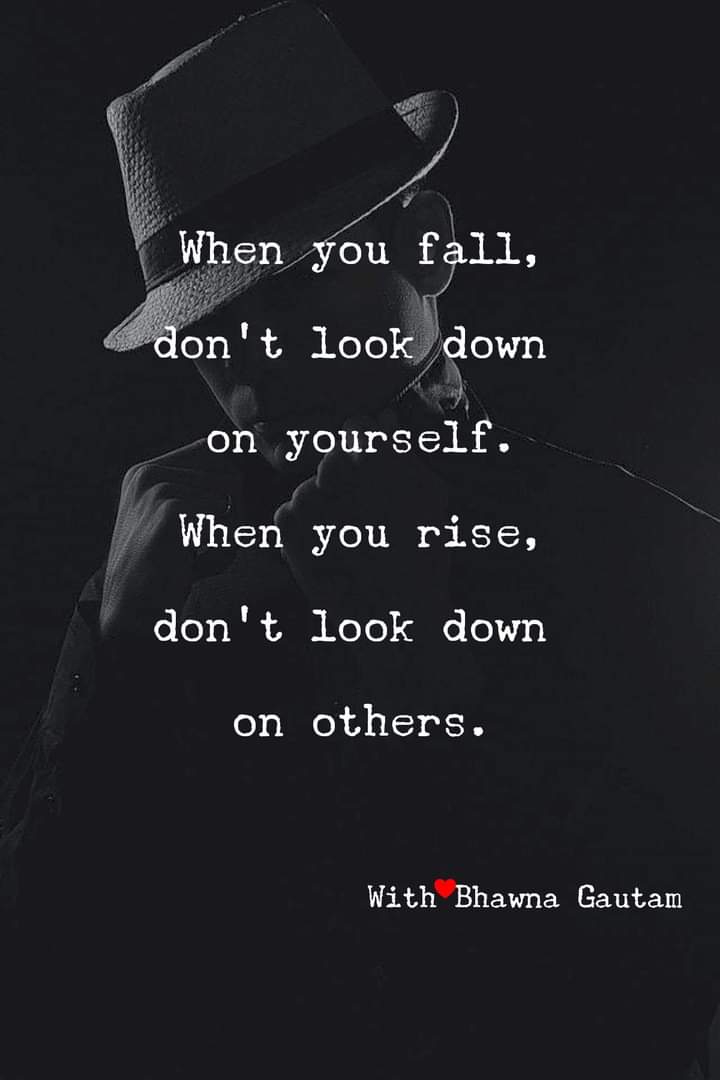 When you fall,
don't look down
on yourself.
When you rise,
don't look down
on others.
With❤Bhawna Gautam